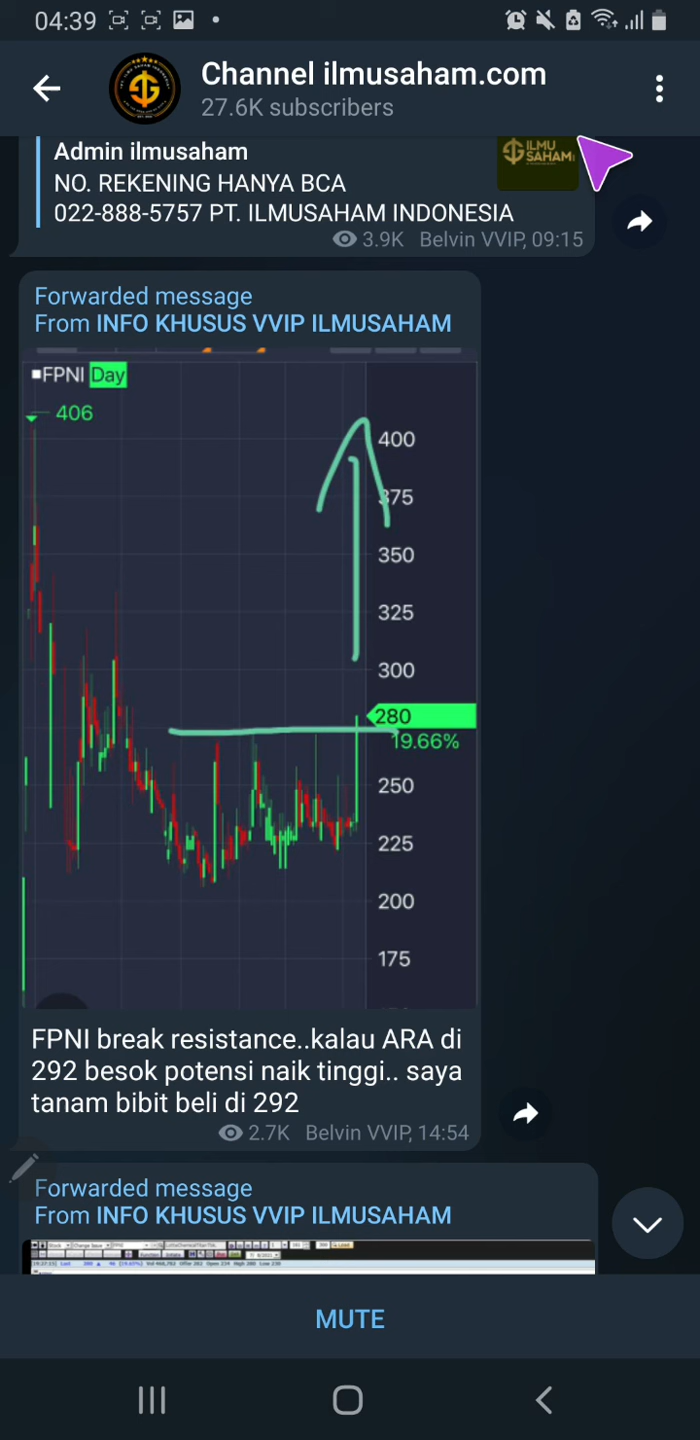 04:39
Channel ilmusaham.com
27.6K subscribers
Admin ilmusaham
NO. REKENING HANYA BCA
022-888-5757 PT. ILMUSAHAM INDONESIA
ILMU
SAHAM
3.9K Belvin VVIP, 09:15
Forwarded message
From INFO KHUSUS VVIP ILMUSAHAM
FPNI Day
406
400
375
350
325
300
280
19.66%
250
225
200
175
FPNI break resistance..kalau ARA di
292 besok potensi naik tinggi.. saya
tanam bibit beli di 292
2.7K Belvin VVIP, 14:54
Forwarded message
From INFO KHUSUS VVIP ILMUSAHAM
MUTE